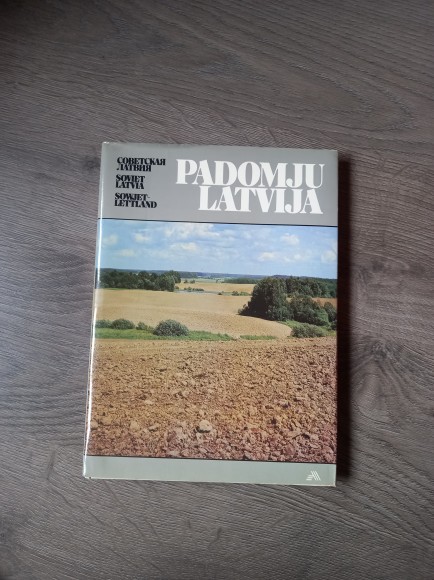 СОВЕТСКАЯ
ЛАТВИЯ
SOVIET
LATVIA
SOWJET-
LETTLAND
PADOMJU
LATVIJA